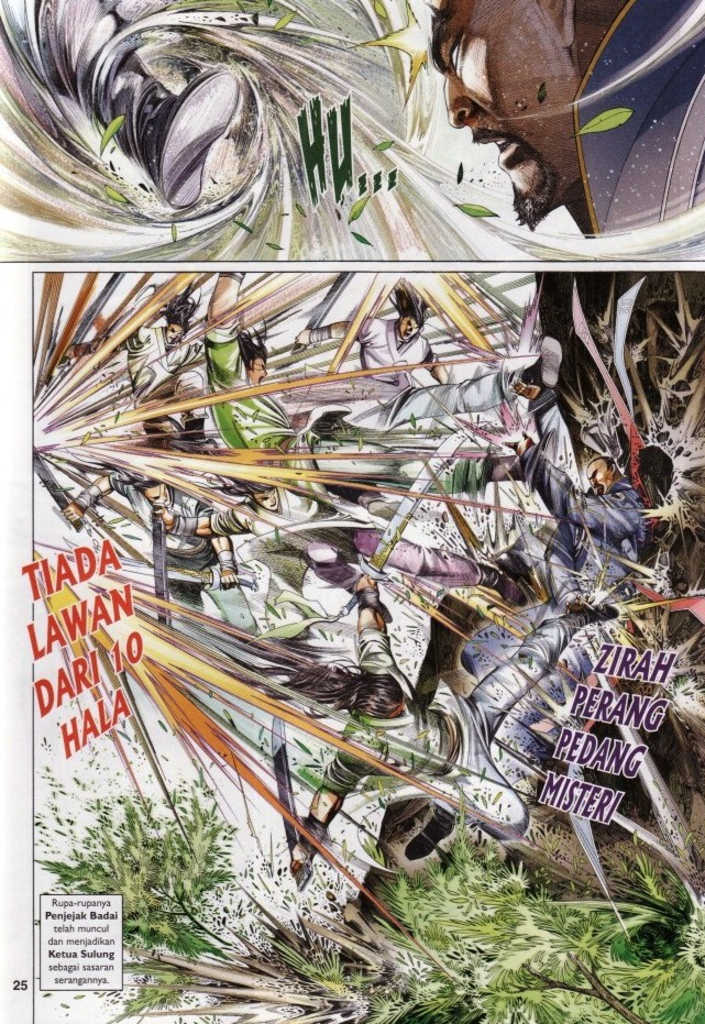 HU...
TIADA
LAWAN
DARI 10
HALA
ZIRAH
PERANG
PEDANG
MISTERI
Rupa-rupanya
Penjejak Badai
telah muncul
dan menjadikan
Ketua Sulung
sebagai sasaran
serangannya.
25